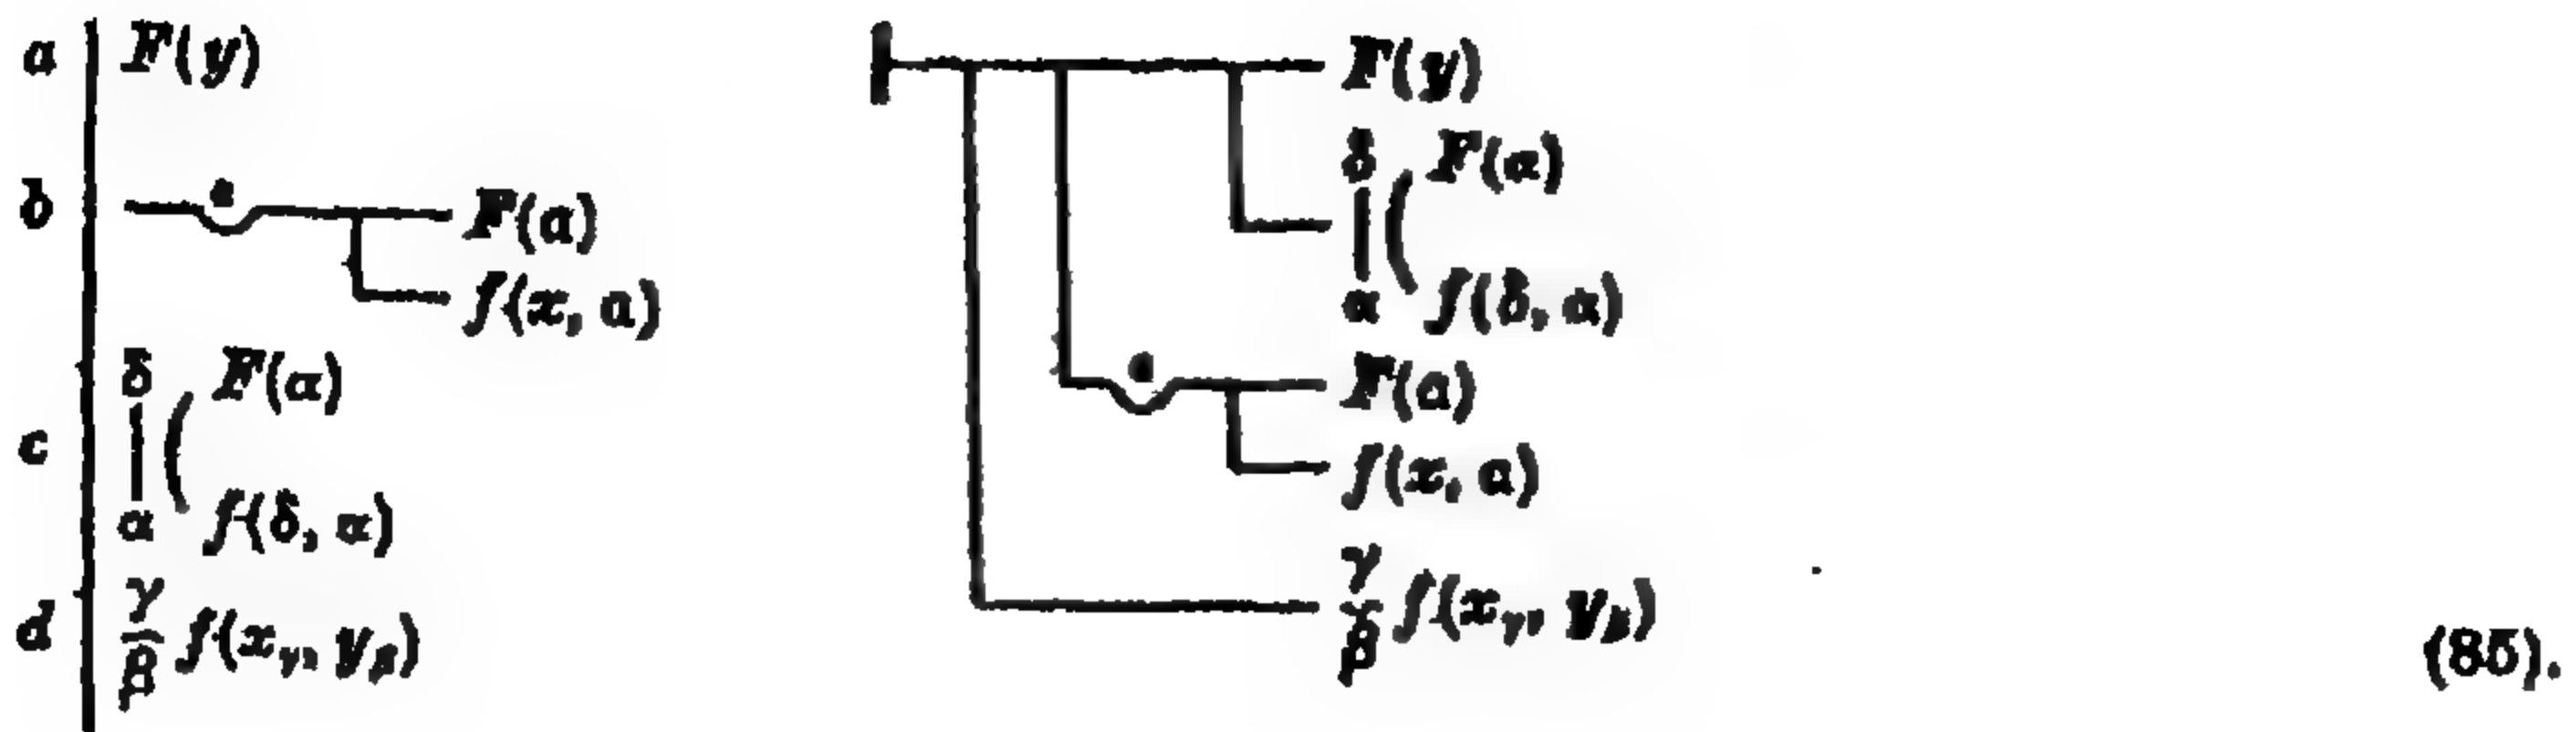 a F(y) F(y)
δ F(α)
b a F(a)
f(x, a) α f(δ, α)
δ F(α) a F(a)
c f(x, a)
α f(δ, α)
d γ β f(x_γ, y_β) γ β f(x_γ, y_β) (85).